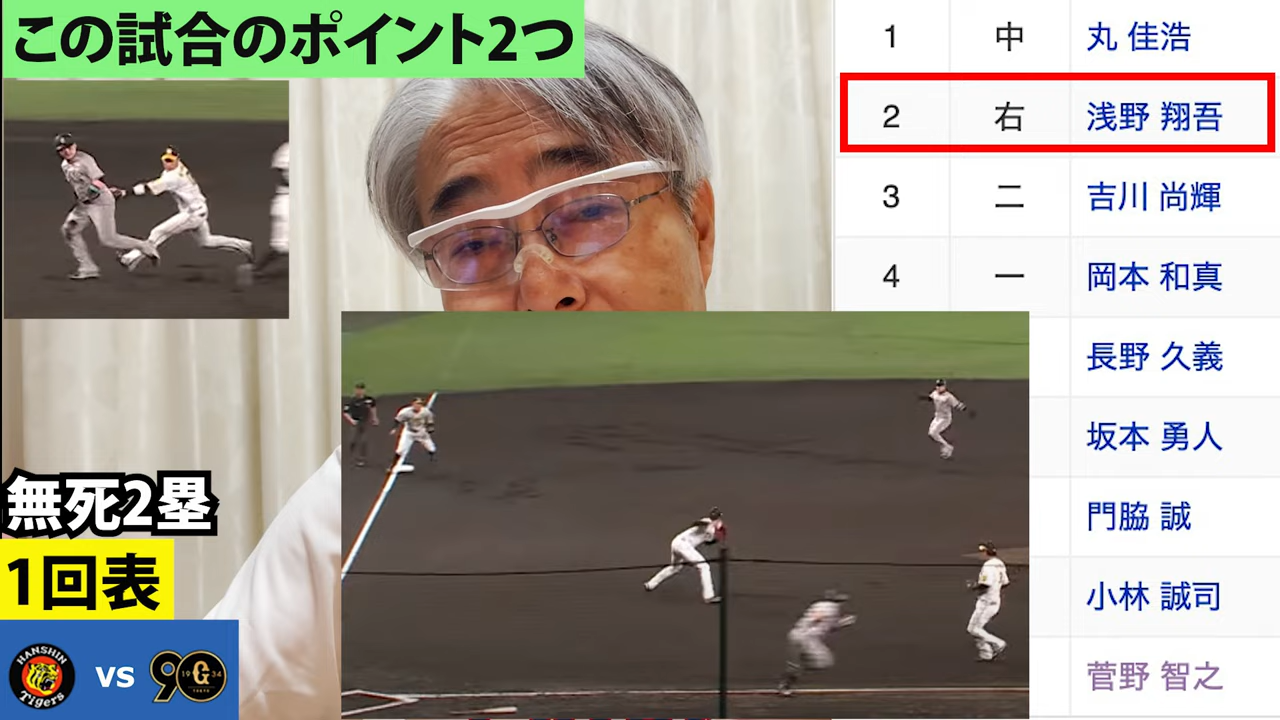 この試合のポイント2つ
1 中 丸 佳浩
2 右 浅野 翔吾
3 二 吉川 尚輝
4 一 岡本 和真
長野 久義
坂本 勇人
門脇 誠
小林 誠司
菅野 智之
無死2塁
1回表
HANSHIN
Tigers
vs
90
19 G 34